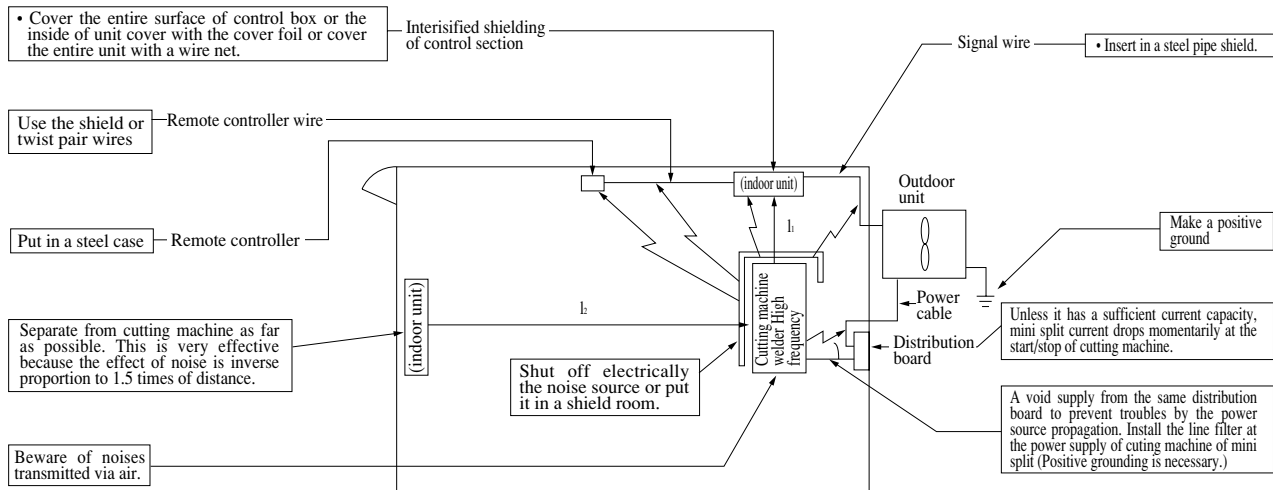 • Cover the entire surface of control box or the
inside of unit cover with the cover foil or cover
the entire unit with a wire net.
Interisified shielding
of control section
Signal wire
• Insert in a steel pipe shield.
Use the shield or
twist pair wires
Remote controller wire
(indoor unit)
Outdoor
unit
Put in a steel case
Remote controller
l1
Make a positive
ground
(indoor unit)
l2
Cutting machine
welder High
frequency
Power
cable
Separate from cutting machine as far
as possible. This is very effective
because the effect of noise is inverse
proportion to 1.5 times of distance.
Distribution
board
Unless it has a sufficient current capacity,
mini split current drops momentarily at the
start/stop of cutting machine.
Shut off electrically
the noise source or put
it in a shield room.
A void supply from the same distribution
board to prevent troubles by the power
source propagation. Install the line filter at
the power supply of cuting machine of mini
split (Positive grounding is necessary.)
Beware of noises
transmitted via air.